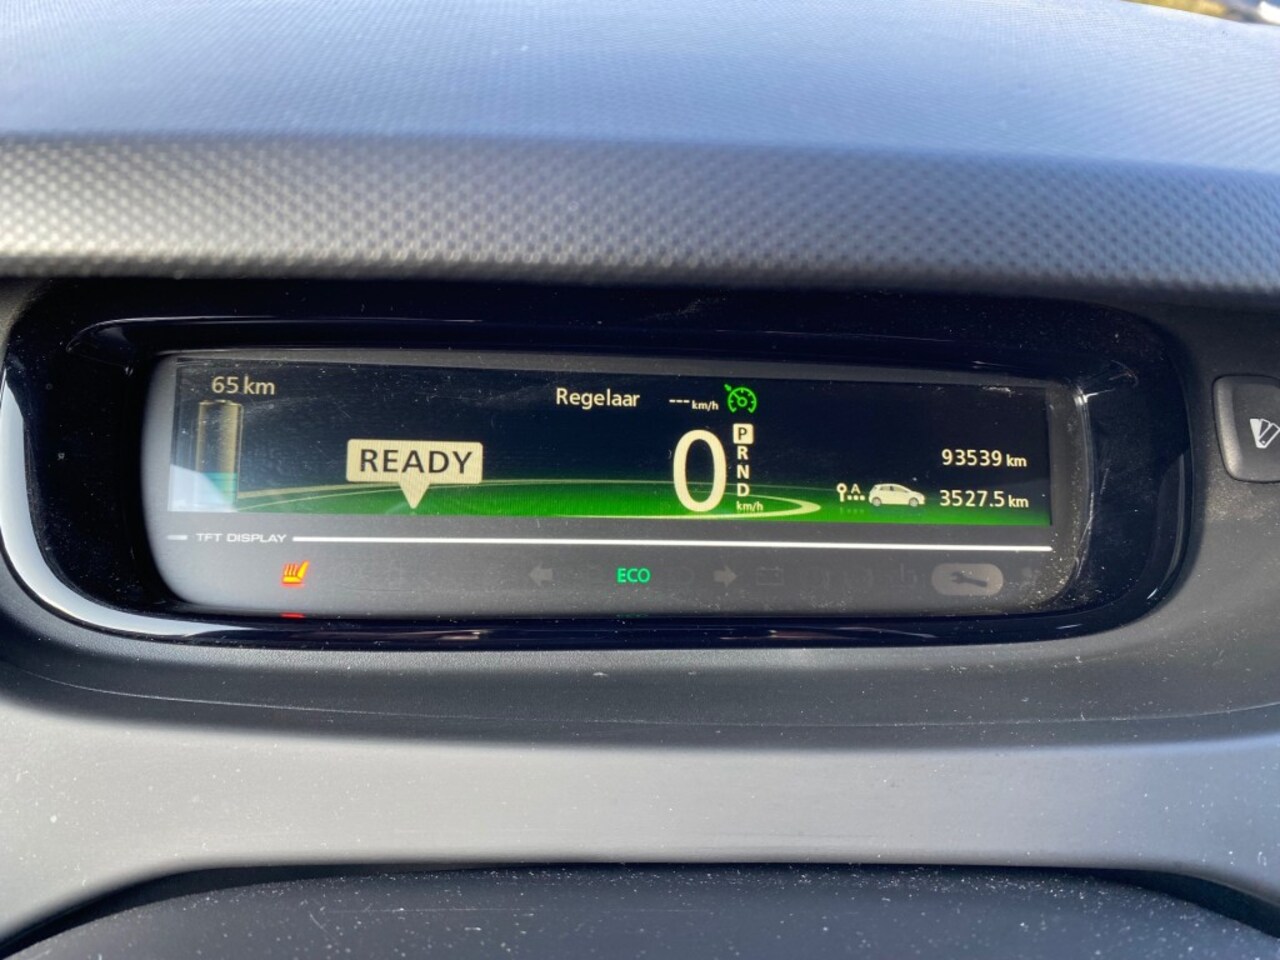 65 km
Regelaar --- km/h
READY
0
P
R
N
D
km/h
93539 km
A
3527.5 km
TFT DISPLAY
ECO